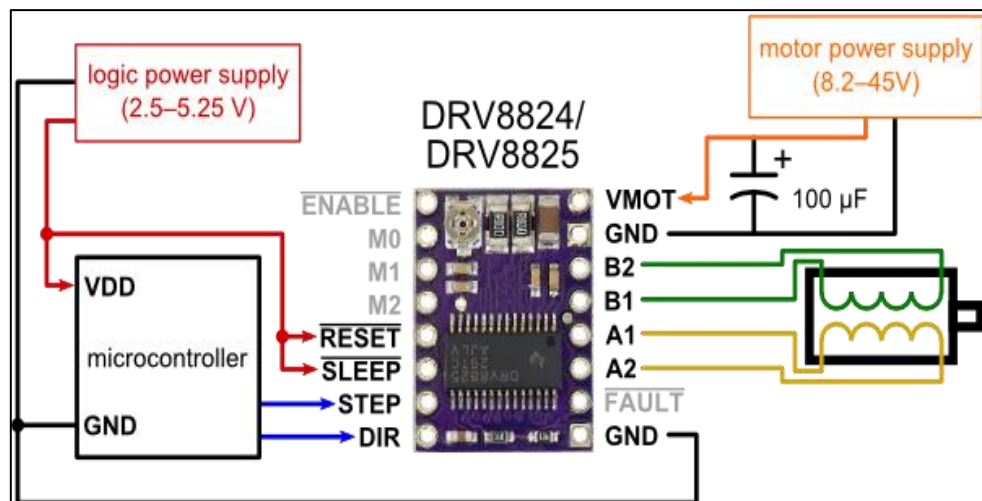 logic power supply
(2.5–5.25 V)
motor power supply
(8.2–45V)
DRV8824/
DRV8825
+
100 µF
ENABLE
M0
M1
M2
RESET
SLEEP
STEP
DIR
VMOT
GND
B2
B1
A1
A2
FAULT
GND
VDD
microcontroller
GND
DRV8825